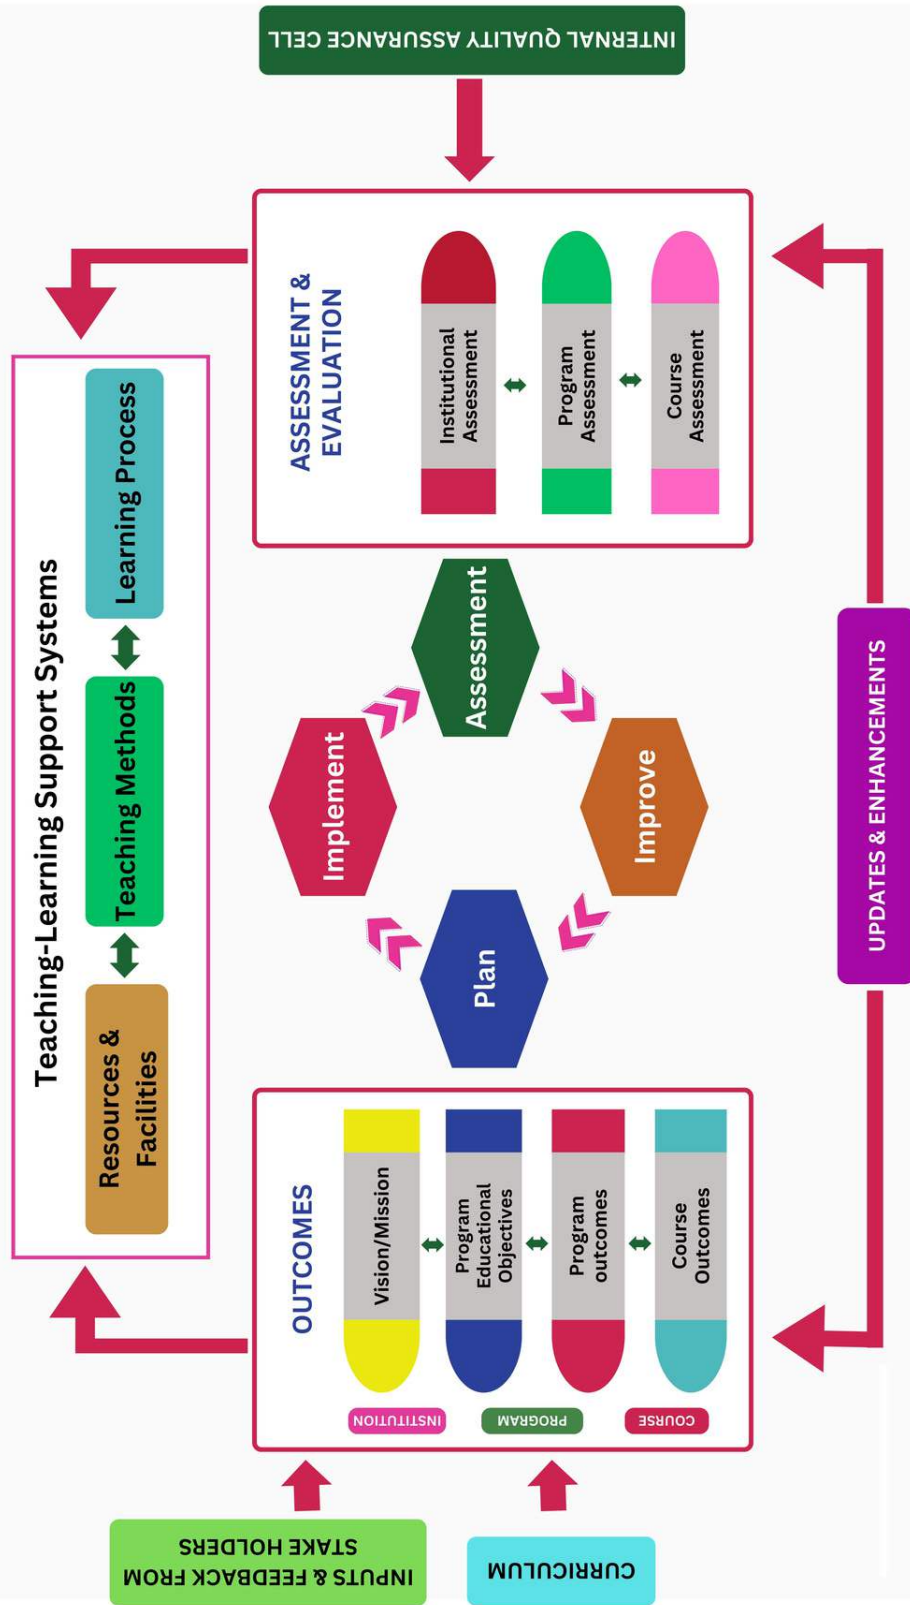 Teaching-Learning Support Systems
Resources &
Facilities
Teaching Methods
Learning Process
INPUTS & FEEDBACK FROM
STAKE HOLDERS
CURRICULUM
OUTCOMES
INSTITUTION
PROGRAM
COURSE
Vision/Mission
Program
Educational
Objectives
Program
outcomes
Course
Outcomes
Plan
Implement
Assessment
Improve
ASSESSMENT &
EVALUATION
Institutional
Assessment
Program
Assessment
Course
Assessment
INTERNAL QUALITY ASSURANCE CELL
UPDATES & ENHANCEMENTS